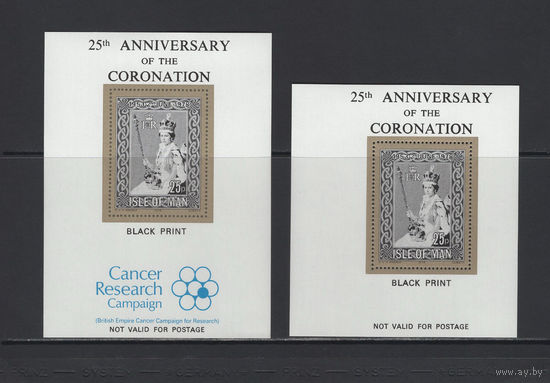 25th ANNIVERSARY
OF THE
CORONATION
E R
25p
ISLE OF MAN
BLACK PRINT
Cancer
Research
Campaign
(British Empire Cancer Campaign for Research)
NOT VALID FOR POSTAGE
25th ANNIVERSARY
OF THE
CORONATION
E R
25p
ISLE OF MAN
BLACK PRINT
NOT VALID FOR POSTAGE
www.ay.by